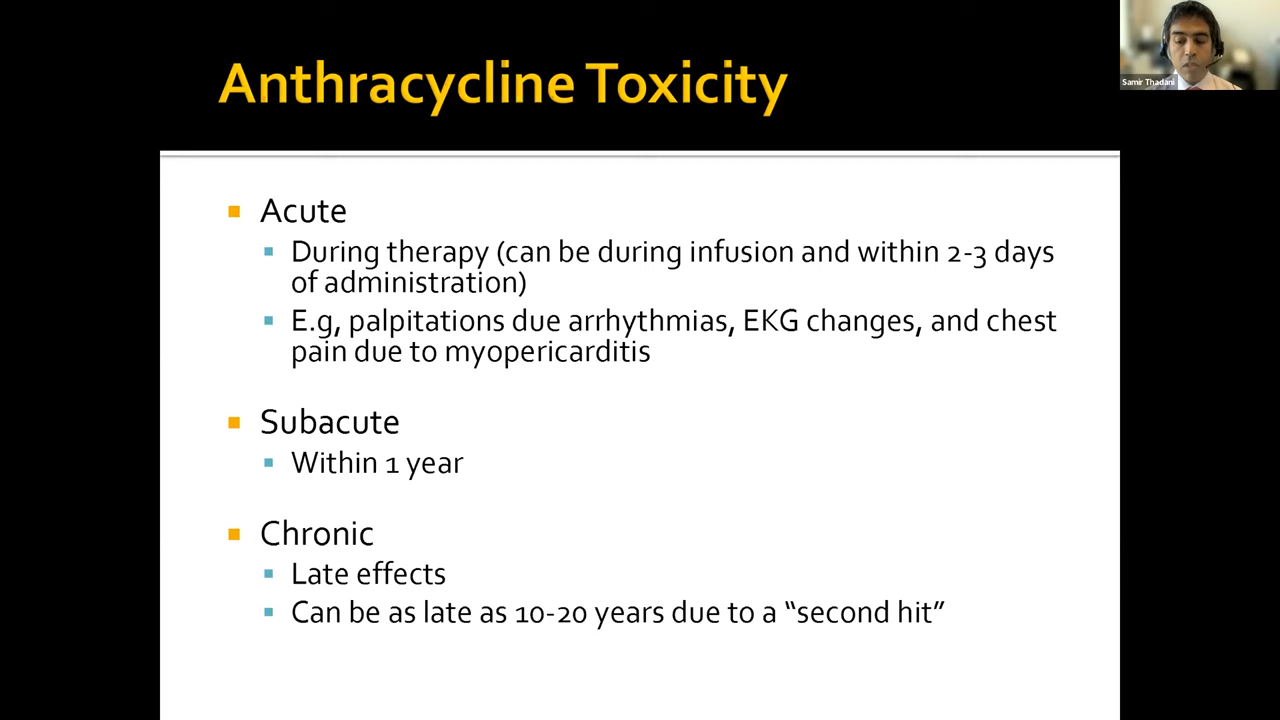 Anthracycline Toxicity
Samir Thadani
Acute
During therapy (can be during infusion and within 2-3 days
of administration)
E.g, palpitations due arrhythmias, EKG changes, and chest
pain due to myopericarditis
Subacute
Within 1 year
Chronic
Late effects
Can be as late as 10-20 years due to a “second hit”